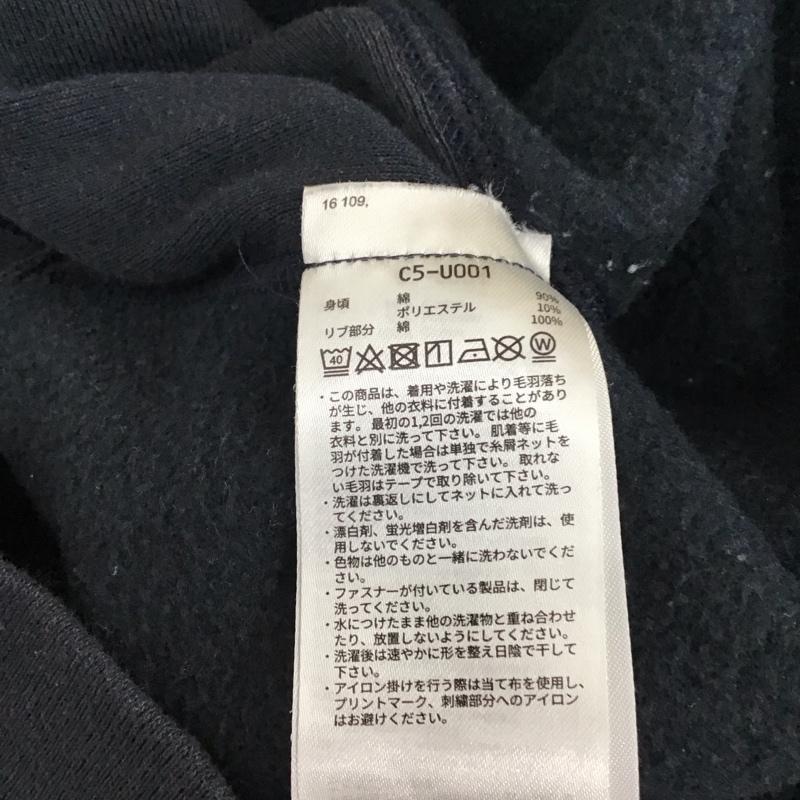 16 109,
C5-U001
身頃 綿 90%
ポリエステル 10%
リブ部分 綿 100%
40 W
・この商品は、着用や洗濯により毛羽落ち
が生じ、他の衣料に付着することがあり
ます。最初の1,2回の洗濯では他の
衣料と別に洗って下さい。肌着等に毛
羽が付着した場合は単独で糸屑ネットを
つけた洗濯機で洗って下さい。取れな
い毛羽はテープで取り除いて下さい。
・洗濯は裏返しにしてネットに入れて洗っ
てください。
・漂白剤、蛍光増白剤を含んだ洗剤は、使
用しないでください。
・色物は他のものと一緒に洗わないでくだ
さい。
・ファスナーが付いている製品は、閉じて
洗ってください。
・水につけたまま他の洗濯物と重ね合わせ
たり、放置しないようにしてください。
・洗濯後は速やかに形を整え日陰で干して
下さい。
・アイロン掛けを行う際は当て布を使用し、
プリントマーク、刺繍部分へのアイロン
はお避けください。